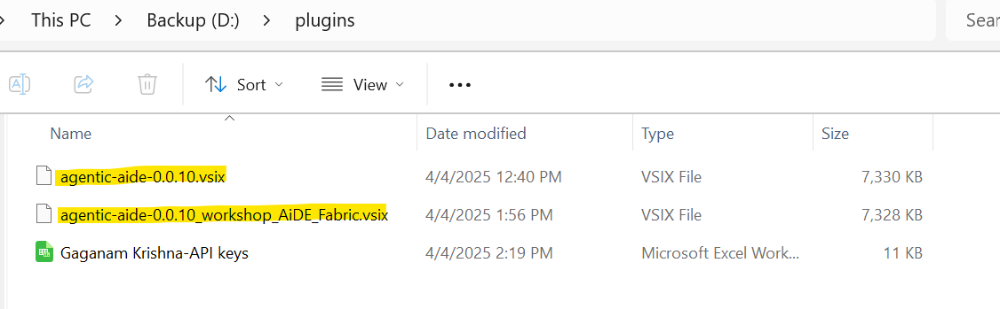 This PC > Backup (D:) > plugins Sear
Sort View ...
Name Date modified Type Size
agentic-aide-0.0.10.vsix 4/4/2025 12:40 PM VSIX File 7,330 KB
agentic-aide-0.0.10_workshop_AiDE_Fabric.vsix 4/4/2025 1:56 PM VSIX File 7,328 KB
Gaganam Krishna-API keys 4/4/2025 2:19 PM Microsoft Excel Work... 11 KB